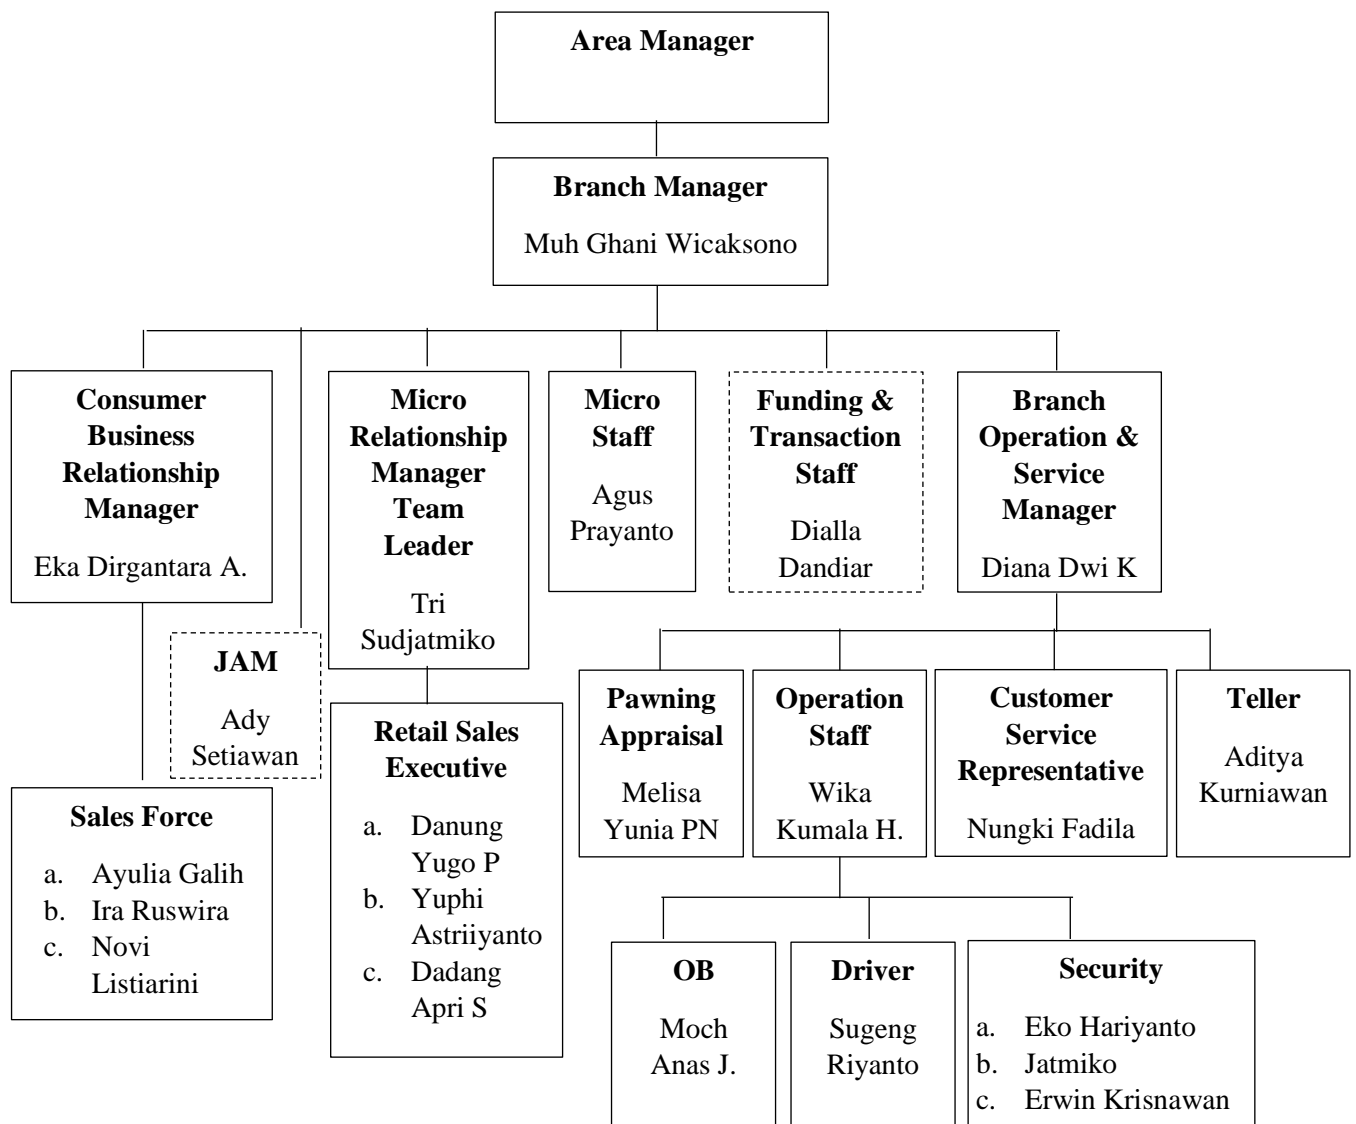 Area Manager
Branch Manager
Muh Ghani Wicaksono
Consumer
Business
Relationship
Manager
Eka Dirgantara A.
Micro
Relationship
Manager
Team
Leader
Tri
Sudjatmiko
Micro
Staff
Agus
Prayanto
Funding &
Transaction
Staff
Dialla
Dandiar
Branch
Operation &
Service
Manager
Diana Dwi K
JAM
Ady
Setiawan
Pawning
Appraisal
Melisa
Yunia PN
Operation
Staff
Wika
Kumala H.
Customer
Service
Representative
Nungki Fadila
Teller
Aditya
Kurniawan
Sales Force
a. Ayulia Galih
b. Ira Ruswira
c. Novi
Listiarini
Retail Sales
Executive
a. Danung
Yugo P
b. Yuphi
Astriiyanto
c. Dadang
Apri S
OB
Moch
Anas J.
Driver
Sugeng
Riyanto
Security
a. Eko Hariyanto
b. Jatmiko
c. Erwin Krisnawan